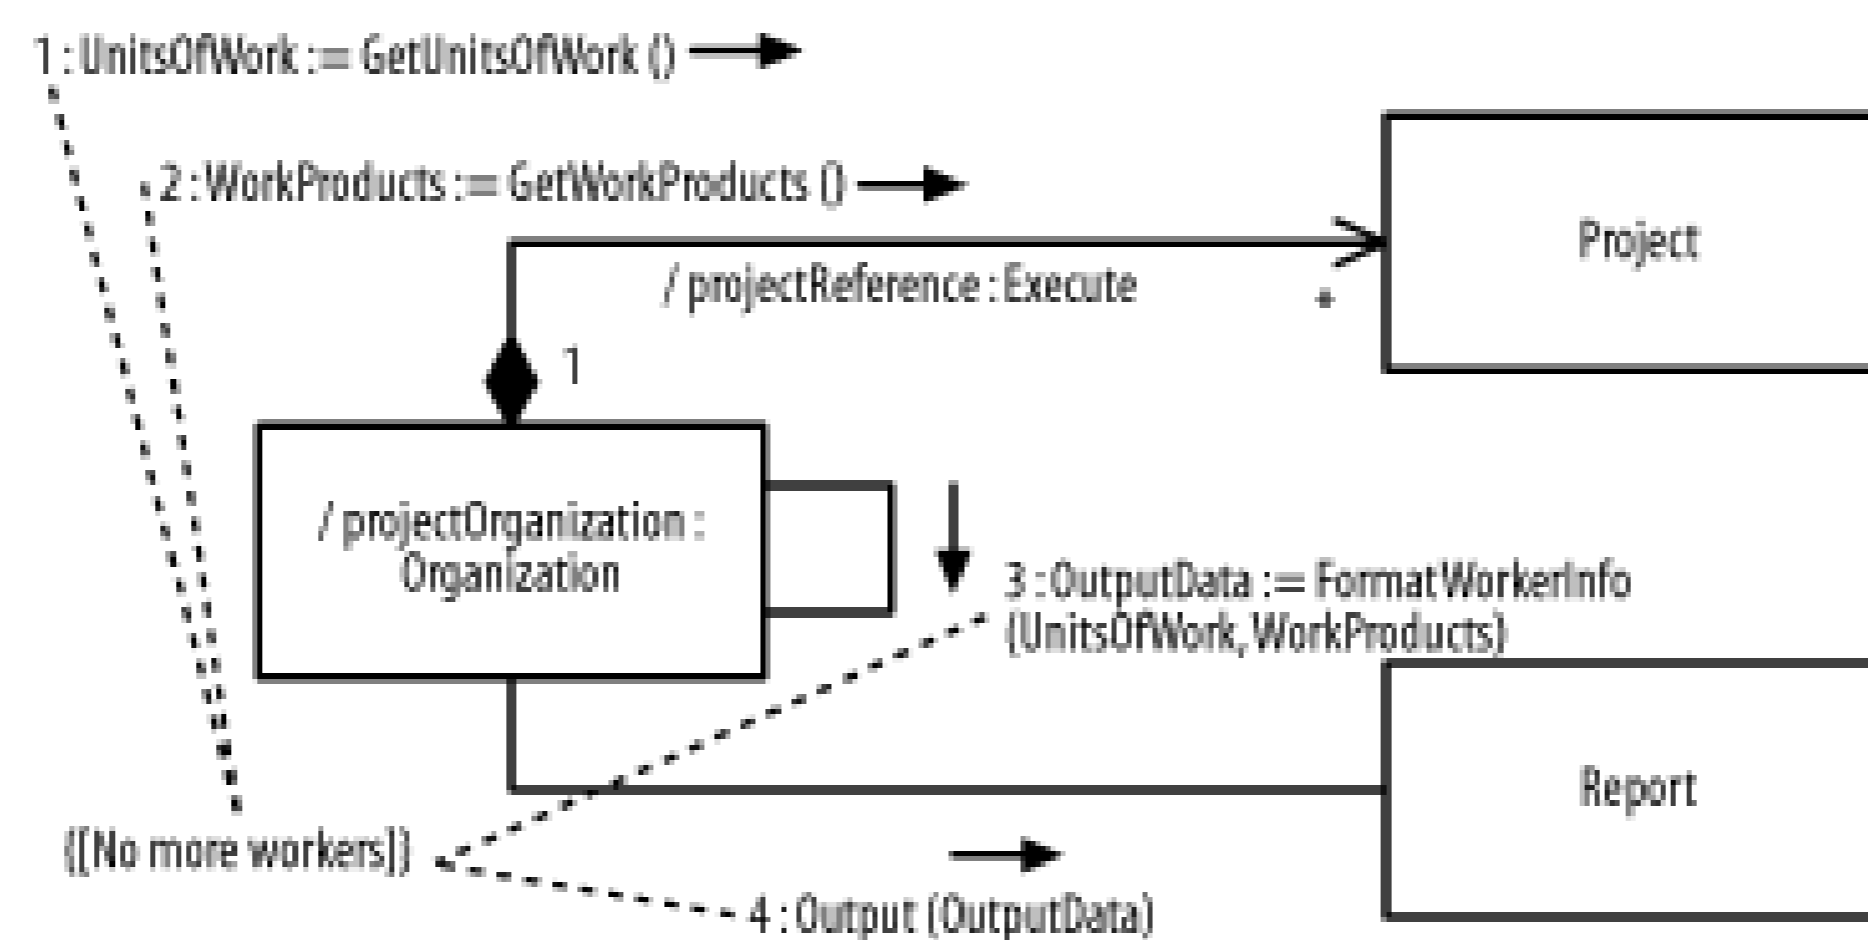 1 : UnitsOfWork := GetUnitsOfWork ()
2 : WorkProducts := GetWorkProducts ()
Project
/ projectReference : Execute
*
1
/ projectOrganization :
Organization
3 : OutputData := FormatWorkerInfo
(UnitsOfWork, WorkProducts)
Report
{[No more workers]}
4 : Output (OutputData)